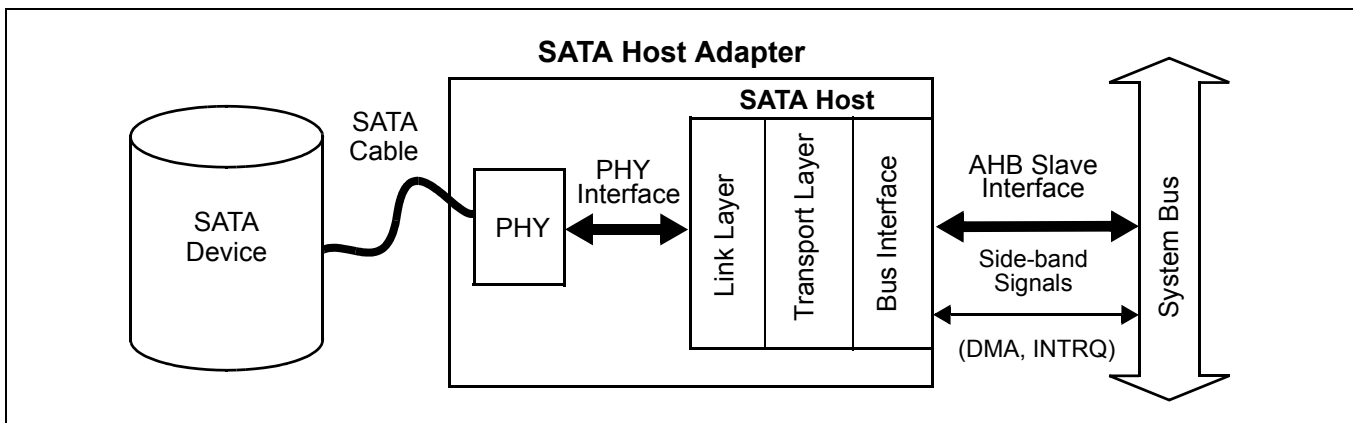 SATA Host Adapter
SATA Host
SATA
Cable
SATA
Device
PHY
PHY
Interface
Link Layer
Transport Layer
Bus Interface
AHB Slave
Interface
Side-band
Signals
(DMA, INTRQ)
System Bus